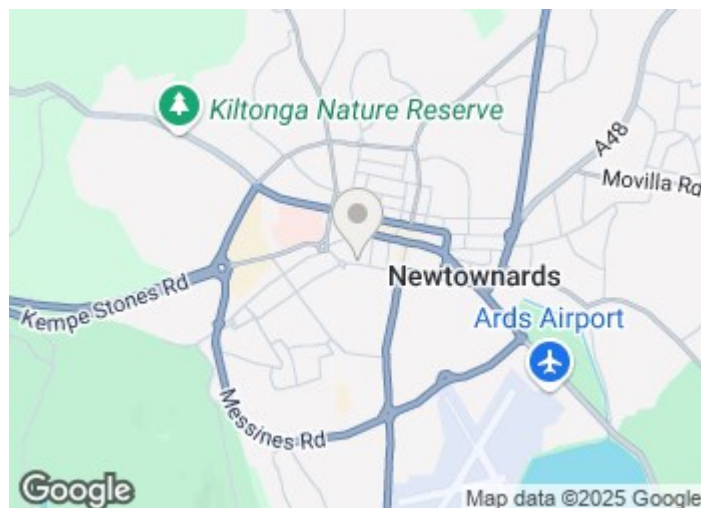 Kiltonga Nature Reserve
A48
Movilla Rd
Newtownards
Kempe Stones Rd
Ards Airport
Messines Rd
Google
Map data ©2025 Google